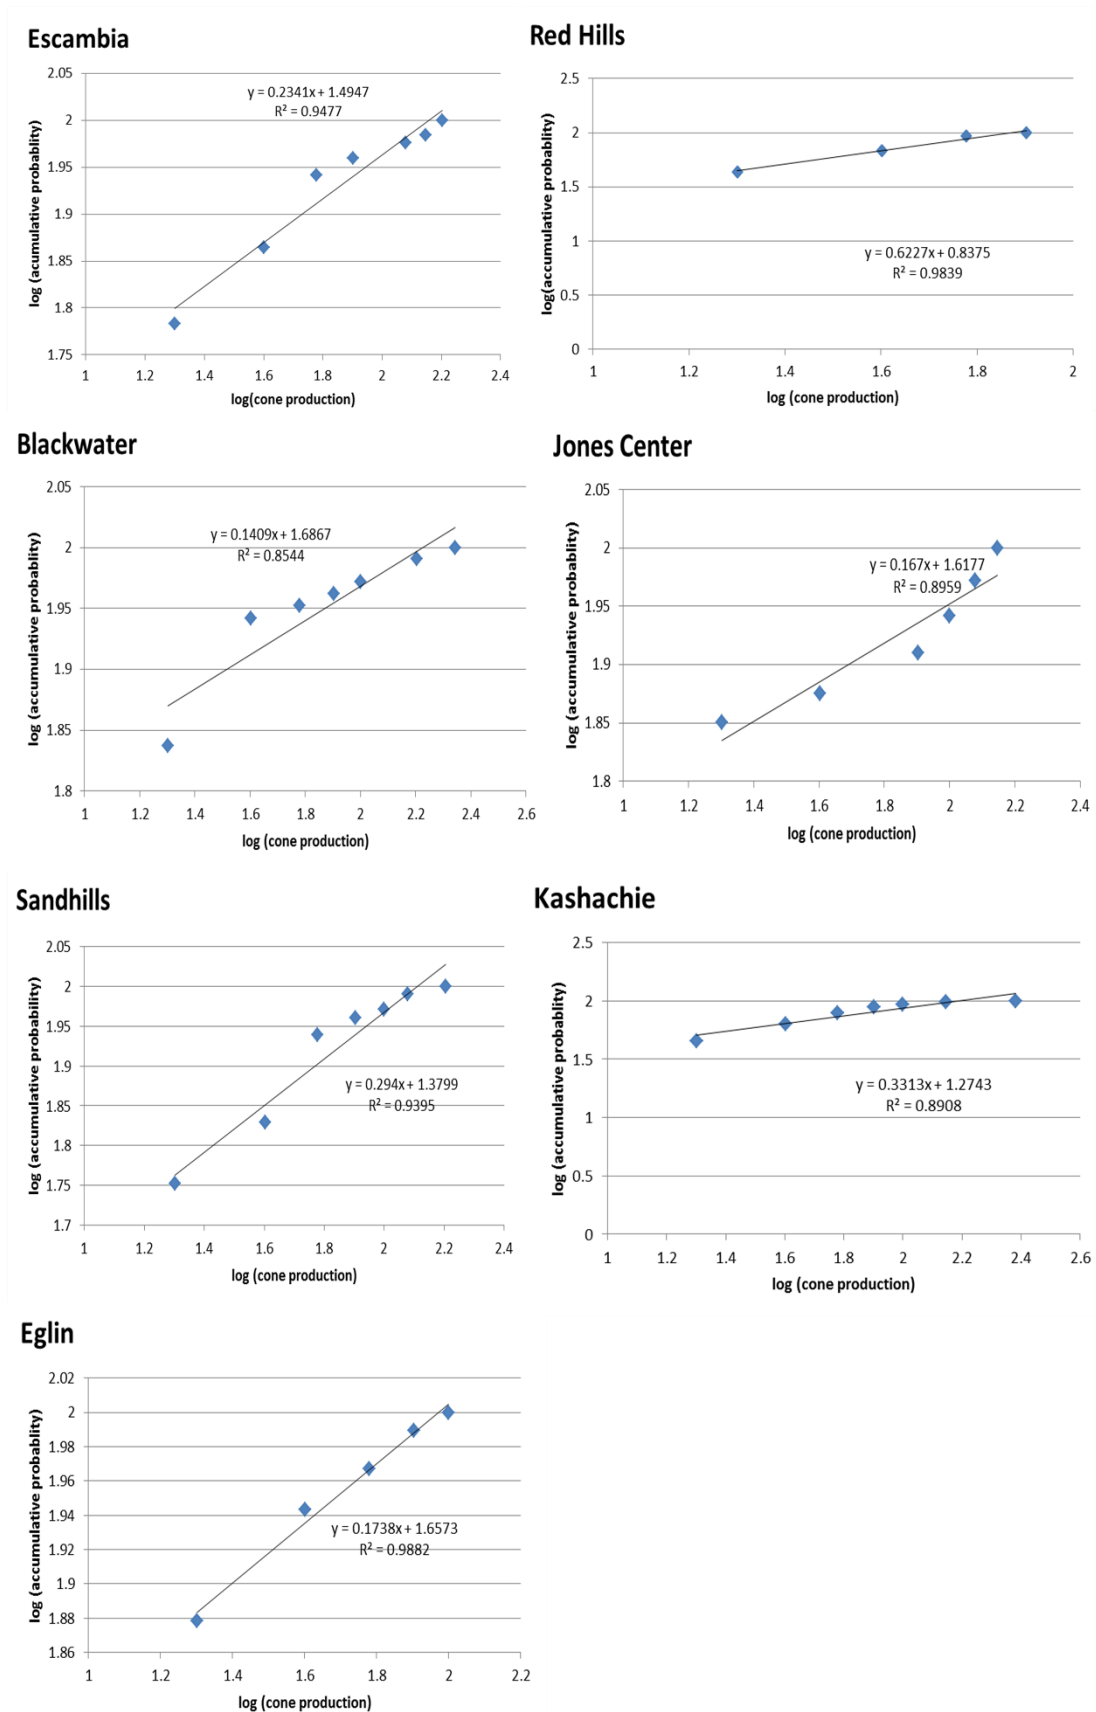 Escambia
2.05
2
1.95
1.9
1.85
1.8
1.75
y = 0.2341x + 1.4947
R² = 0.9477
1 1.2 1.4 1.6 1.8 2 2.2 2.4
log(cone production)
log (acumulative probablity)
Red Hills
2.5
2
1.5
1
0.5
0
y = 0.6227x + 0.8375
R² = 0.9839
1 1.2 1.4 1.6 1.8 2
log (cone production)
log(accumulative probablity)
Blackwater
2.05
2
1.95
1.9
1.85
1.8
y = 0.1409x + 1.6867
R² = 0.8544
1 1.2 1.4 1.6 1.8 2 2.2 2.4 2.6
log (cone production)
log (accumulative probablity)
Jones Center
2.05
2
1.95
1.9
1.85
1.8
y = 0.167x + 1.6177
R² = 0.8959
1 1.2 1.4 1.6 1.8 2 2.2 2.4
log (cone production)
log (accumulative probablity)
Sandhills
2.05
2
1.95
1.9
1.85
1.8
1.75
1.7
y = 0.294x + 1.3799
R² = 0.9395
1 1.2 1.4 1.6 1.8 2 2.2 2.4
log (cone production)
log (accumulative probability)
Kashachie
2.5
2
1.5
1
0.5
0
y = 0.3313x + 1.2743
R² = 0.8908
1 1.2 1.4 1.6 1.8 2 2.2 2.4 2.6
log (cone production)
log (accumulative probablity)
Eglin
2.02
2
1.98
1.96
1.94
1.92
1.9
1.88
1.86
y = 0.1738x + 1.6573
R² = 0.9882
1 1.2 1.4 1.6 1.8 2 2.2
log (cone production)
log (accumulative probablity)